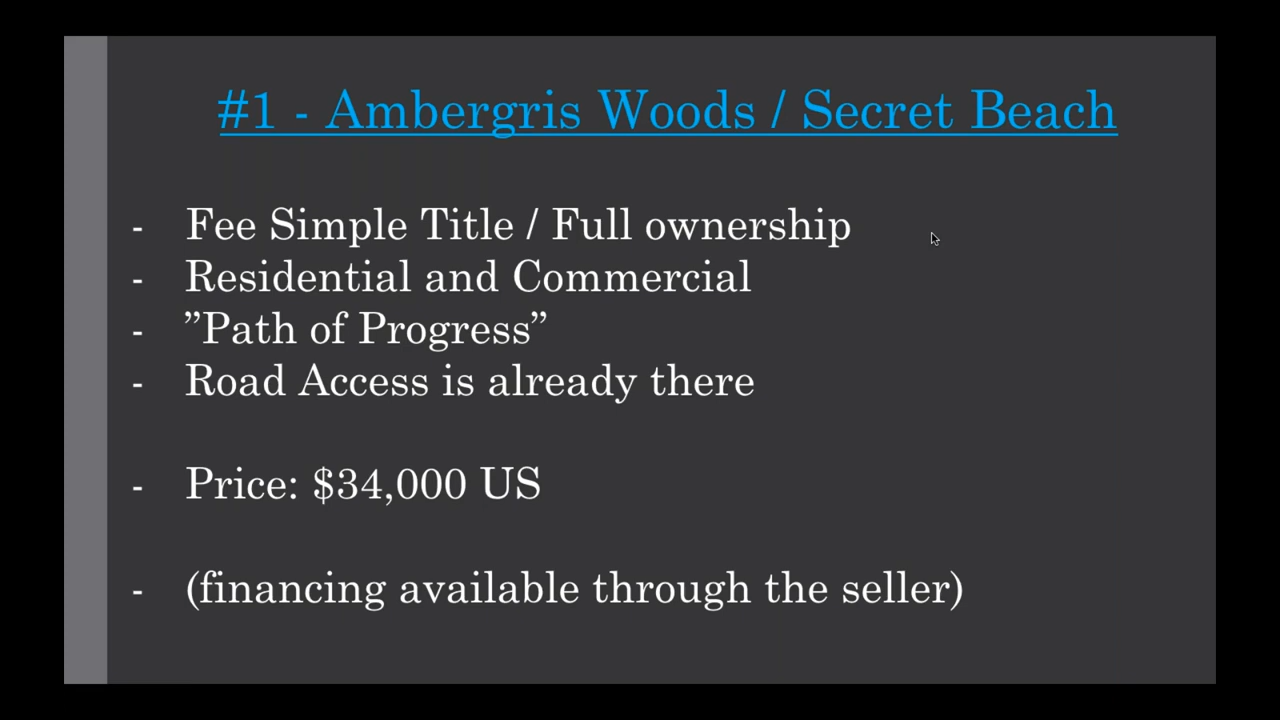 #1 - Ambergris Woods / Secret Beach
- Fee Simple Title / Full ownership
- Residential and Commercial
- ”Path of Progress”
- Road Access is already there
- Price: $34,000 US
- (financing available through the seller)